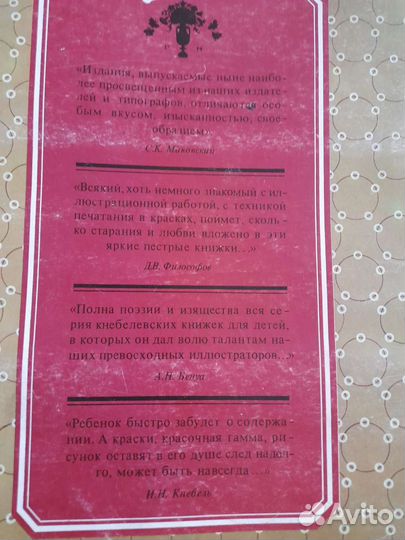 Р Н
«Издания, выпускаемые ныне наибо-
лее просвещенным из наших издате-
лей и типографов, отличаются осо-
бым вкусом, изысканностью, свое-
образием»
С.К. Маковский
«Всякий, хоть немного знакомый с ил-
люстрационной работой, с техникой
печатания в красках, поймет, сколь-
ко старания и любви вложено в эти
яркие пестрые книжки...»
Д.В. Философов
«Полна поэзии и изящества вся се-
рия кнебелевских книжек для детей,
в которых он дал волю талантам на-
ших превосходных иллюстраторов...»
А.Н. Бенуа
«Ребенок быстро забудет о содержа-
нии. А краски, красочная гамма, ри-
сунок оставят в его душе след надол-
го, может быть навсегда...»
И.Н. Кнебель
Avito